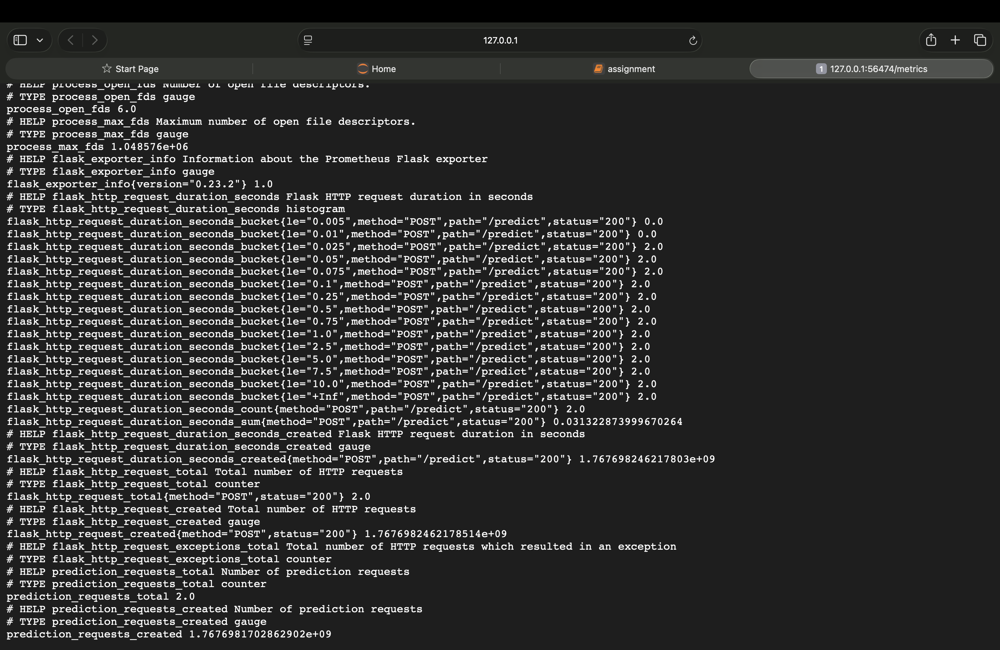 127.0.0.1
Start Page
Home
assignment
1 127.0.0.1:56474/metrics
# HELP process_open_fds Number of open file descriptors.
# TYPE process_open_fds gauge
process_open_fds 6.0
# HELP process_max_fds Maximum number of open file descriptors.
# TYPE process_max_fds gauge
process_max_fds 1.048576e+06
# HELP flask_exporter_info Information about the Prometheus Flask exporter
# TYPE flask_exporter_info gauge
flask_exporter_info{version="0.23.2"} 1.0
# HELP flask_http_request_duration_seconds Flask HTTP request duration in seconds
# TYPE flask_http_request_duration_seconds histogram
flask_http_request_duration_seconds_bucket{le="0.005",method="POST",path="/predict",status="200"} 0.0
flask_http_request_duration_seconds_bucket{le="0.01",method="POST",path="/predict",status="200"} 0.0
flask_http_request_duration_seconds_bucket{le="0.025",method="POST",path="/predict",status="200"} 2.0
flask_http_request_duration_seconds_bucket{le="0.05",method="POST",path="/predict",status="200"} 2.0
flask_http_request_duration_seconds_bucket{le="0.075",method="POST",path="/predict",status="200"} 2.0
flask_http_request_duration_seconds_bucket{le="0.1",method="POST",path="/predict",status="200"} 2.0
flask_http_request_duration_seconds_bucket{le="0.25",method="POST",path="/predict",status="200"} 2.0
flask_http_request_duration_seconds_bucket{le="0.5",method="POST",path="/predict",status="200"} 2.0
flask_http_request_duration_seconds_bucket{le="0.75",method="POST",path="/predict",status="200"} 2.0
flask_http_request_duration_seconds_bucket{le="1.0",method="POST",path="/predict",status="200"} 2.0
flask_http_request_duration_seconds_bucket{le="2.5",method="POST",path="/predict",status="200"} 2.0
flask_http_request_duration_seconds_bucket{le="5.0",method="POST",path="/predict",status="200"} 2.0
flask_http_request_duration_seconds_bucket{le="7.5",method="POST",path="/predict",status="200"} 2.0
flask_http_request_duration_seconds_bucket{le="10.0",method="POST",path="/predict",status="200"} 2.0
flask_http_request_duration_seconds_bucket{le="+Inf",method="POST",path="/predict",status="200"} 2.0
flask_http_request_duration_seconds_count{method="POST",path="/predict",status="200"} 2.0
flask_http_request_duration_seconds_sum{method="POST",path="/predict",status="200"} 0.031322873999670264
# HELP flask_http_request_duration_seconds_created Flask HTTP request duration in seconds
# TYPE flask_http_request_duration_seconds_created gauge
flask_http_request_duration_seconds_created{method="POST",path="/predict",status="200"} 1.767698246217803e+09
# HELP flask_http_request_total Total number of HTTP requests
# TYPE flask_http_request_total counter
flask_http_request_total{method="POST",status="200"} 2.0
# HELP flask_http_request_created Total number of HTTP requests
# TYPE flask_http_request_created gauge
flask_http_request_created{method="POST",status="200"} 1.7676982462178514e+09
# HELP flask_http_request_exceptions_total Total number of HTTP requests which resulted in an exception
# TYPE flask_http_request_exceptions_total counter
# HELP prediction_requests_total Number of prediction requests
# TYPE prediction_requests_total counter
prediction_requests_total 2.0
# HELP prediction_requests_created Number of prediction requests
# TYPE prediction_requests_created gauge
prediction_requests_created 1.7676981702862902e+09